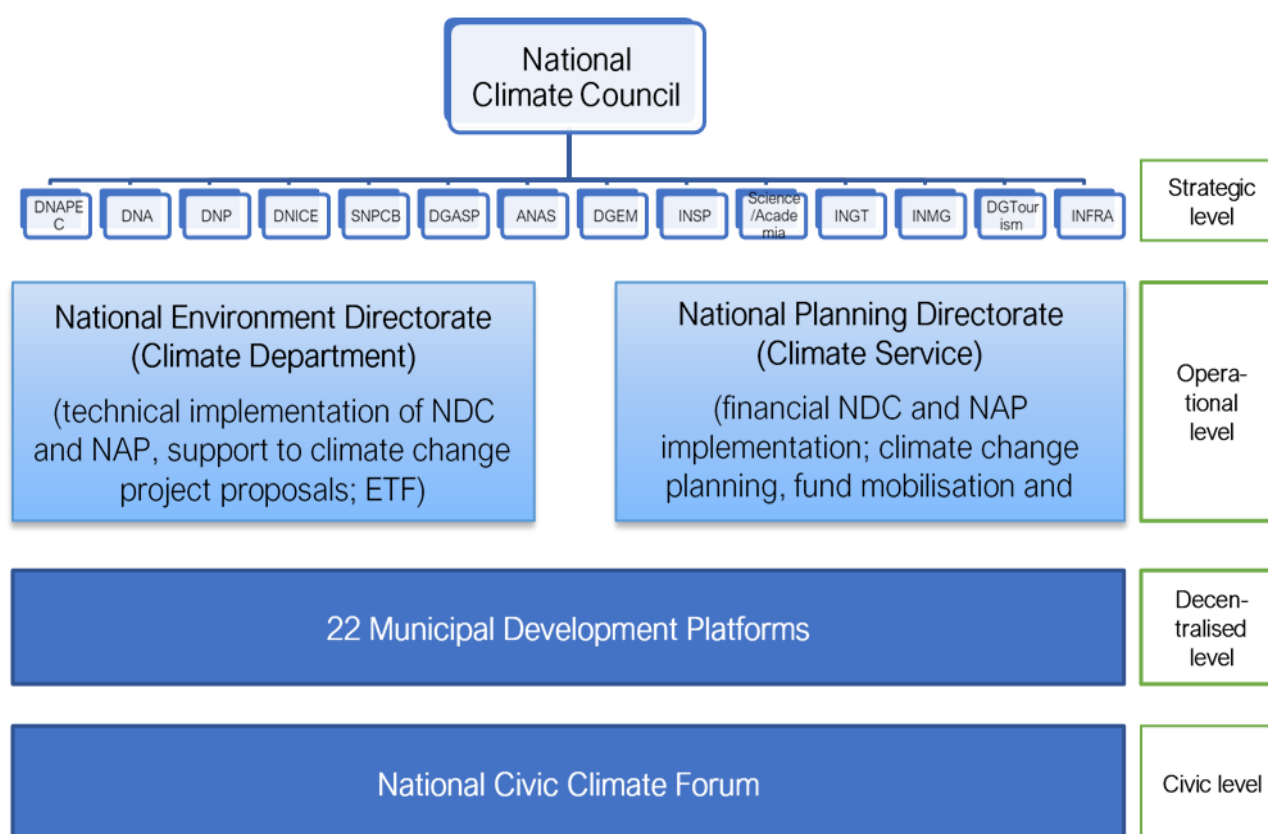 National
Climate Council
DNAPE
C
DNA
DNP
DNICE
SNPCB
DGASP
ANAS
DGEM
INSP
Science
/Acade
mia
INGT
INMG
DGTour
ism
INFRA
Strategic
level
National Environment Directorate
(Climate Department)
(technical implementation of NDC
and NAP, support to climate change
project proposals; ETF)
National Planning Directorate
(Climate Service)
(financial NDC and NAP
implementation; climate change
planning, fund mobilisation and
Opera-
tional
level
22 Municipal Development Platforms
Decen-
tralised
level
National Civic Climate Forum
Civic level